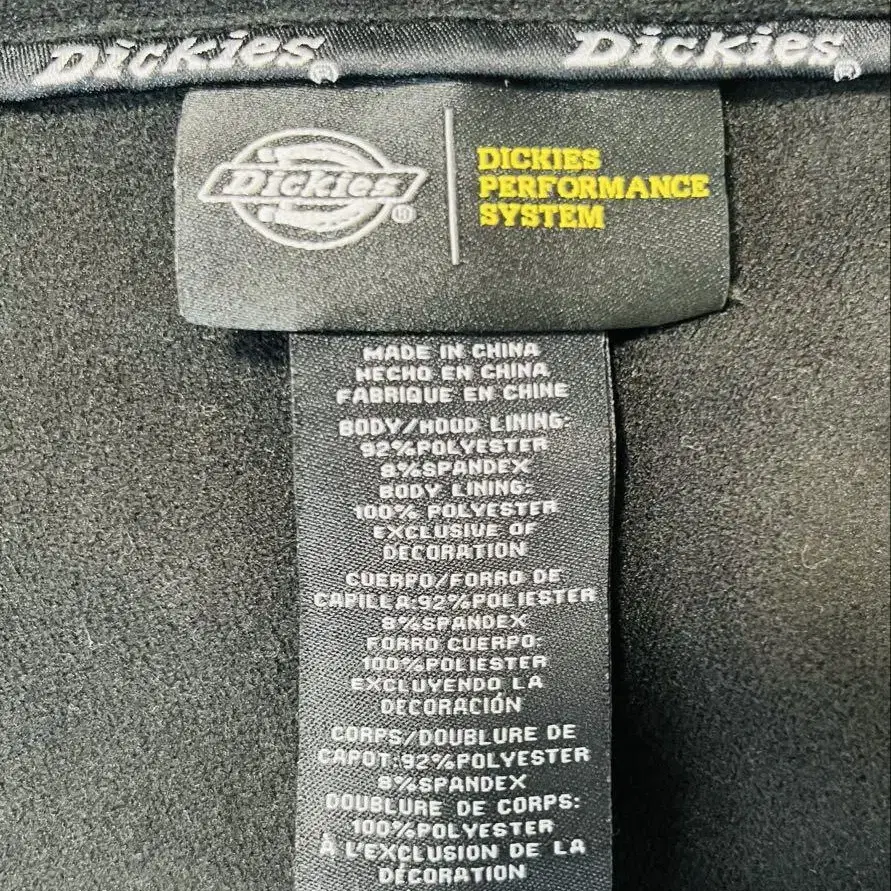 Dickies® Dickies®
Dickies®
DICKIES
PERFORMANCE
SYSTEM
MADE IN CHINA
HECHO EN CHINA
FABRIQUE EN CHINE
BODY/HOOD LINING:
92%POLYESTER
8%SPANDEX
BODY LINING:
100% POLYESTER
EXCLUSIVE OF
DECORATION
CUERPO/FORRO DE
CAPILLA:92%POLIESTER
8%SPANDEX
FORRO CUERPO:
100%POLIESTER
EXCLUYENDO LA
DECORACIÓN
CORPS/DOUBLURE DE
CAPOT:92%POLYESTER
8%SPANDEX
DOUBLURE DE CORPS:
100%POLYESTER
À L'EXCLUSION DE LA
DÉCORATION